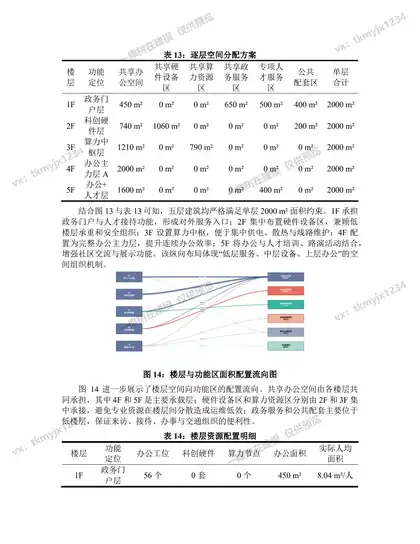 表 13：逐层空间分配方案
楼层 功能定位 共享办公空间 共享硬件设备区 共享算力资源区 共享政务服务区 专项人才服务区 公共配套区 单层合计
1F 政务门户层 450 m² 0 m² 0 m² 650 m² 500 m² 400 m² 2000 m²
2F 科创硬件层 740 m² 1060 m² 0 m² 0 m² 0 m² 200 m² 2000 m²
3F 算力中枢层 1210 m² 0 m² 790 m² 0 m² 0 m² 0 m² 2000 m²
4F 办公主力层 A 2000 m² 0 m² 0 m² 0 m² 0 m² 0 m² 2000 m²
5F 办公+人才层 1600 m² 0 m² 0 m² 0 m² 400 m² 0 m² 2000 m²
结合图 13 与表 13 可知，五层建筑均严格满足单层 2000 m² 面积约束。1F 承担
政务门户与人才接待功能，形成对外服务入口；2F 集中布置硬件设备区，兼顾低
楼层承重和安全组织；3F 设置算力中枢，便于集中供电、散热与线路维护；4F 配
置为完整办公主力层，提升连续办公效率；5F 将办公与人才培训、路演活动结合，
增强社区交流与展示功能。该纵向布局体现“低层服务、中层设备、上层办公”的空
间组织机制。
图 14：楼层与功能区面积配置流向图
图 14 进一步展示了楼层空间向功能区的配置流向。共享办公空间由各楼层共
同承担，其中 4F 和 5F 是主要承载层；硬件设备区和算力资源区分别由 2F 和 3F 集
中承接，避免专业资源在楼层间分散造成运维低效；政务服务和公共配套主要位于
低楼层，保证来访、接待、办事与交通组织的便利性。
表 14：楼层资源配置明细
楼层 功能定位 办公工位 科创硬件 算力节点 办公面积 实际人均面积
1F 政务门户层 56 个 0 套 0 个 450 m² 8.04 m²/人
vx: tkmyjx1234
vx: tkmyjx1234
vx: tkmyjx1234
vx: tkmyjx1234